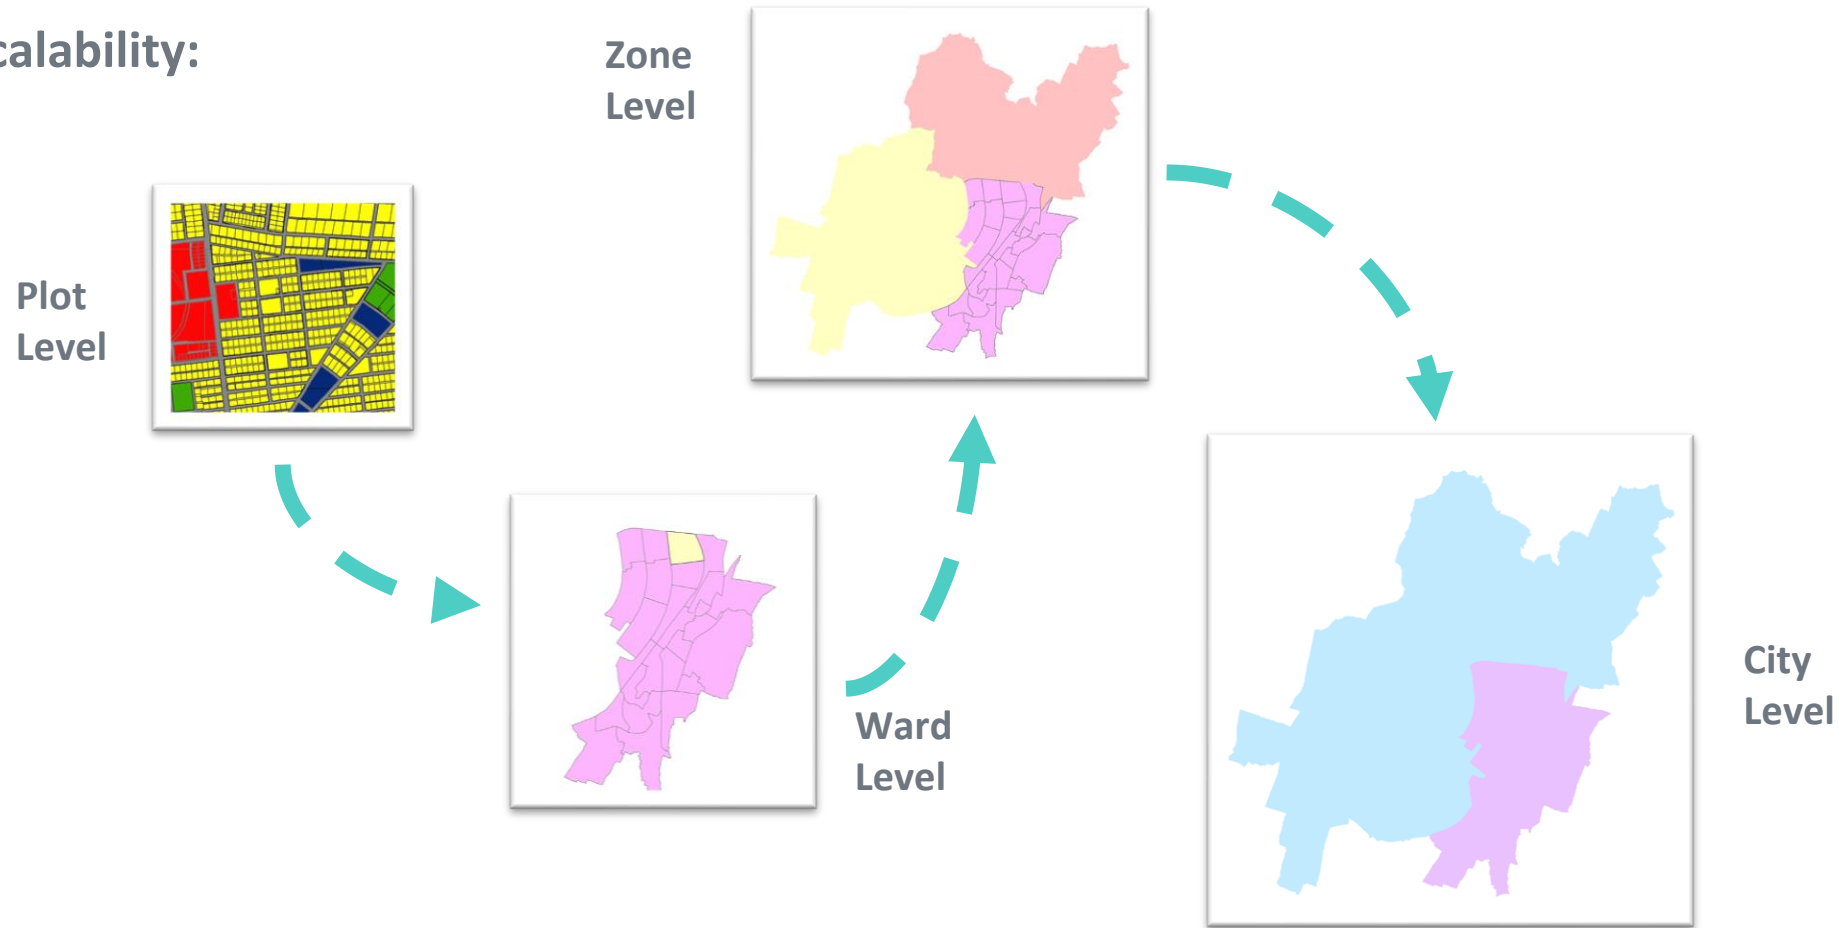 calability:
Zone
Level
Plot
Level
Ward
Level
City
Level